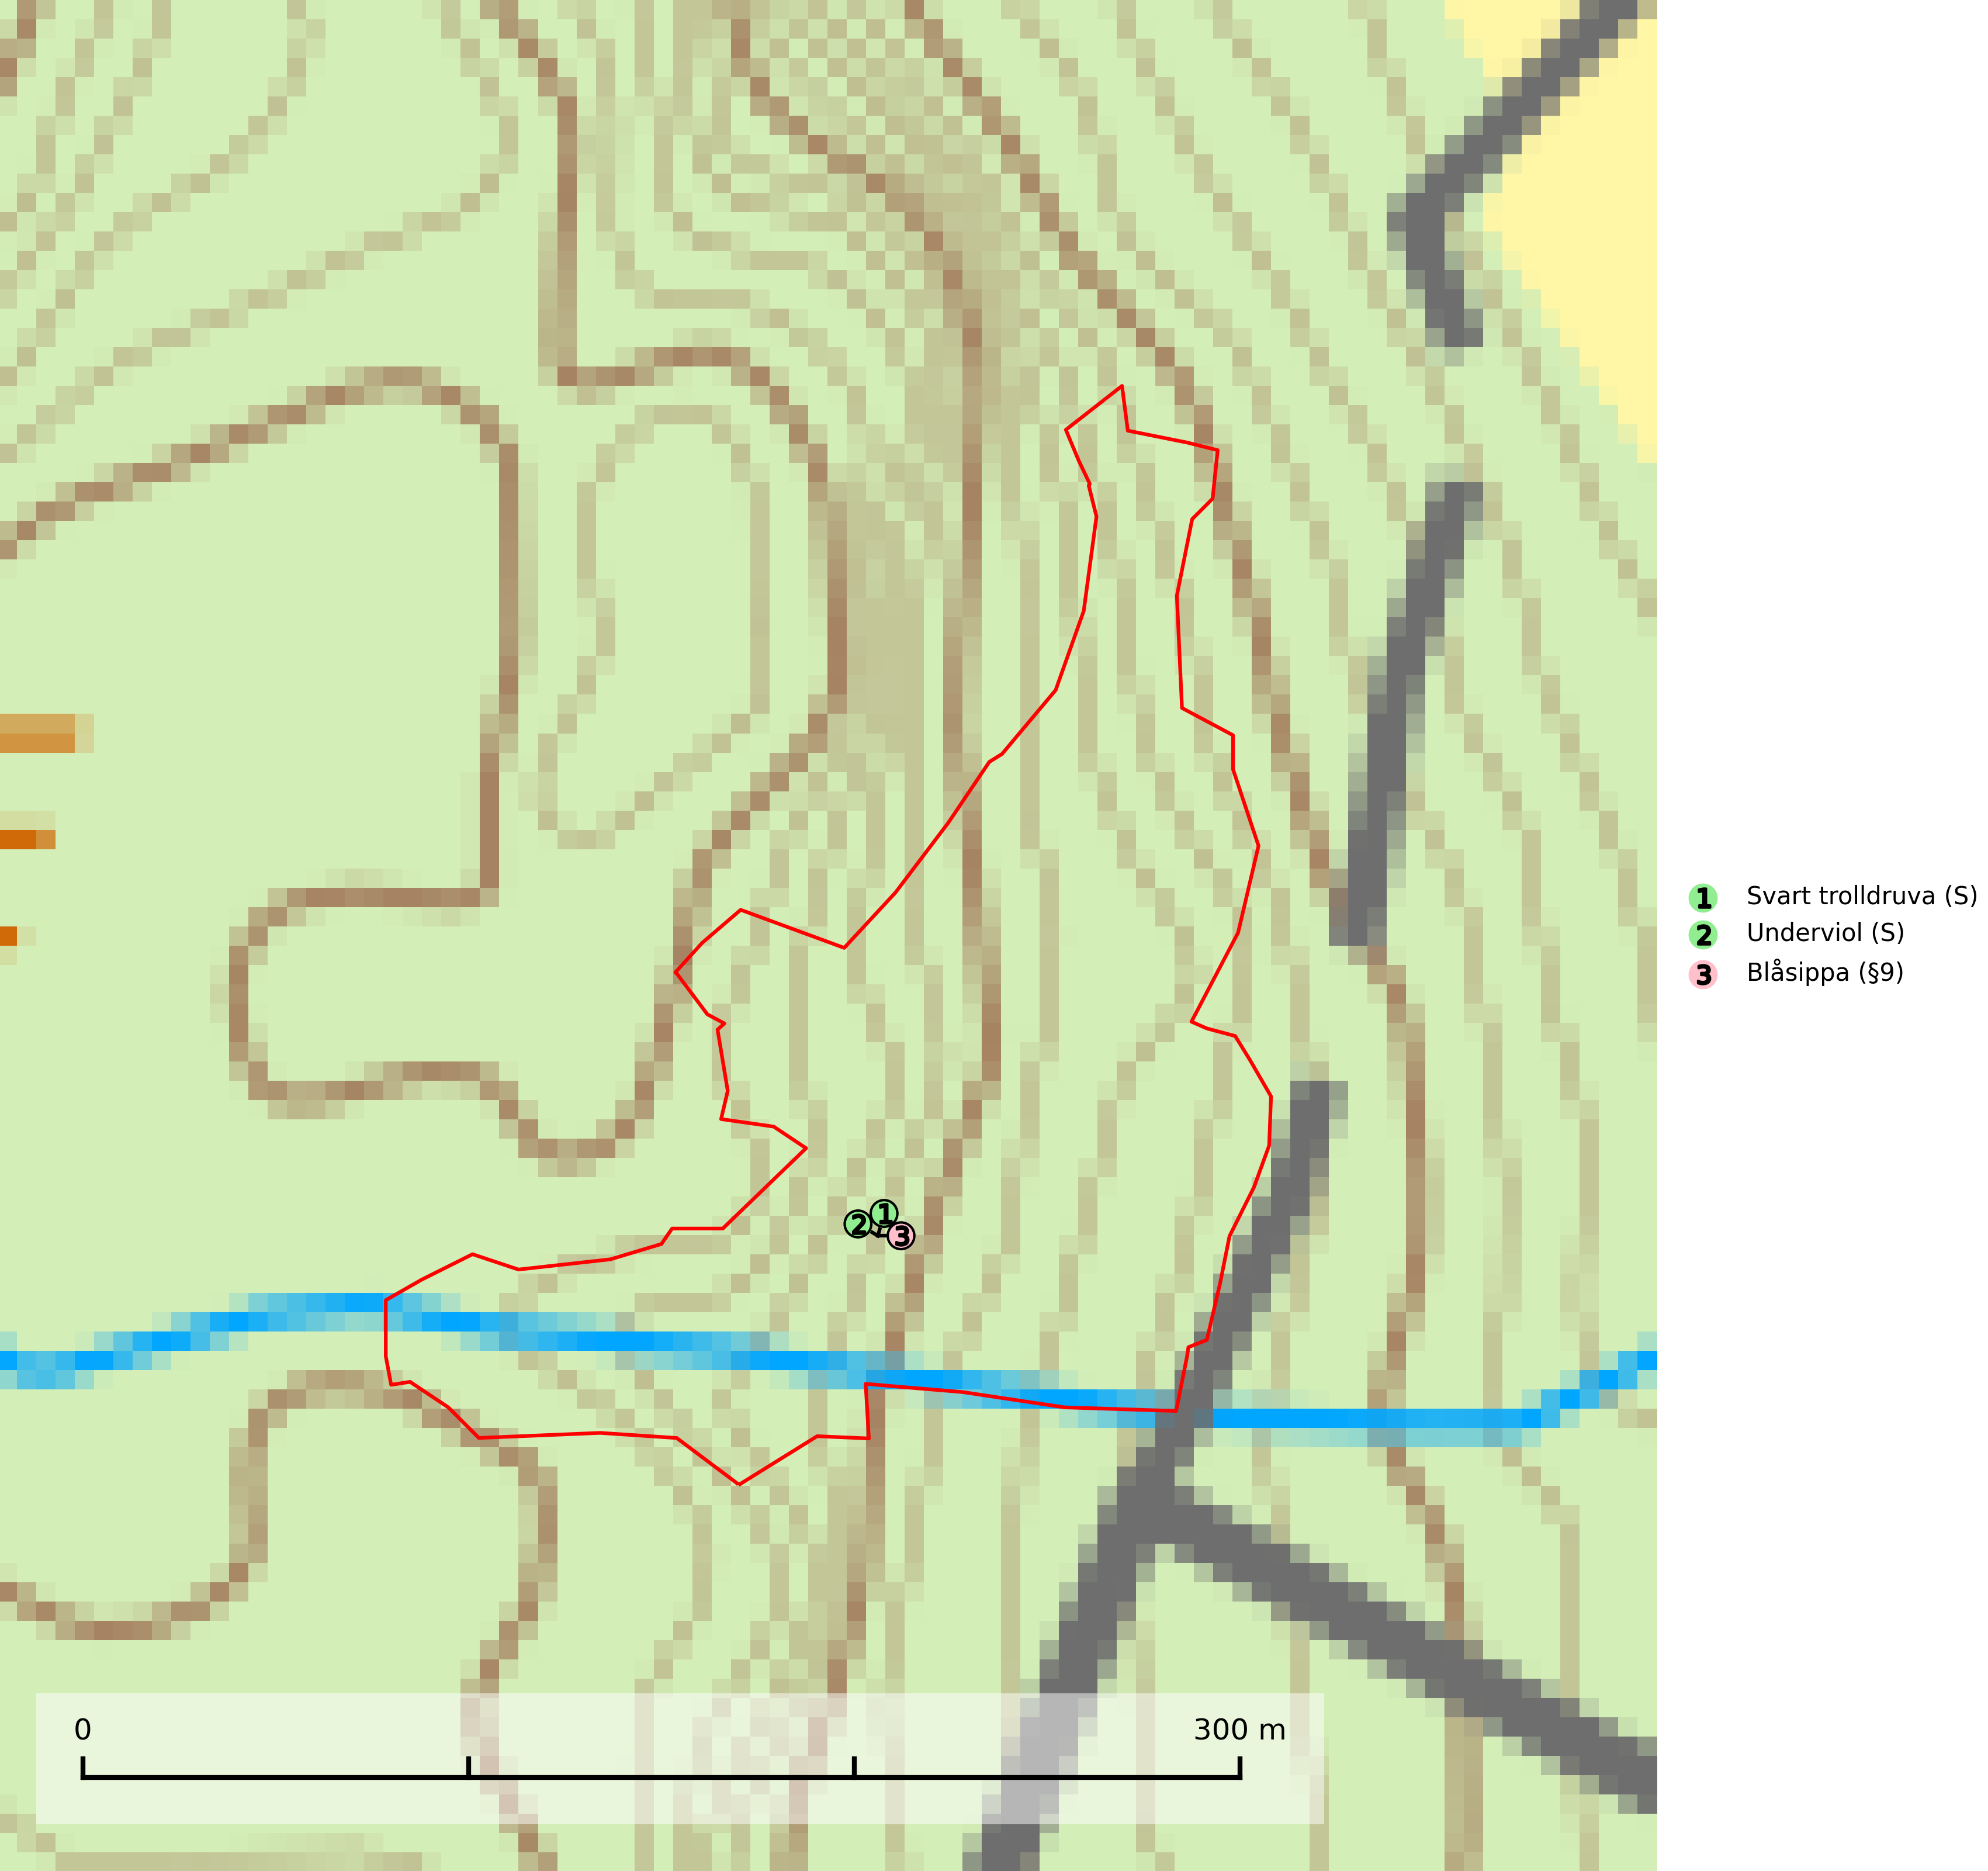 1 Svart trolldruva (S)
2 Underviol (S)
3 Blåsippa (§9)
1
2
3
0 300 m